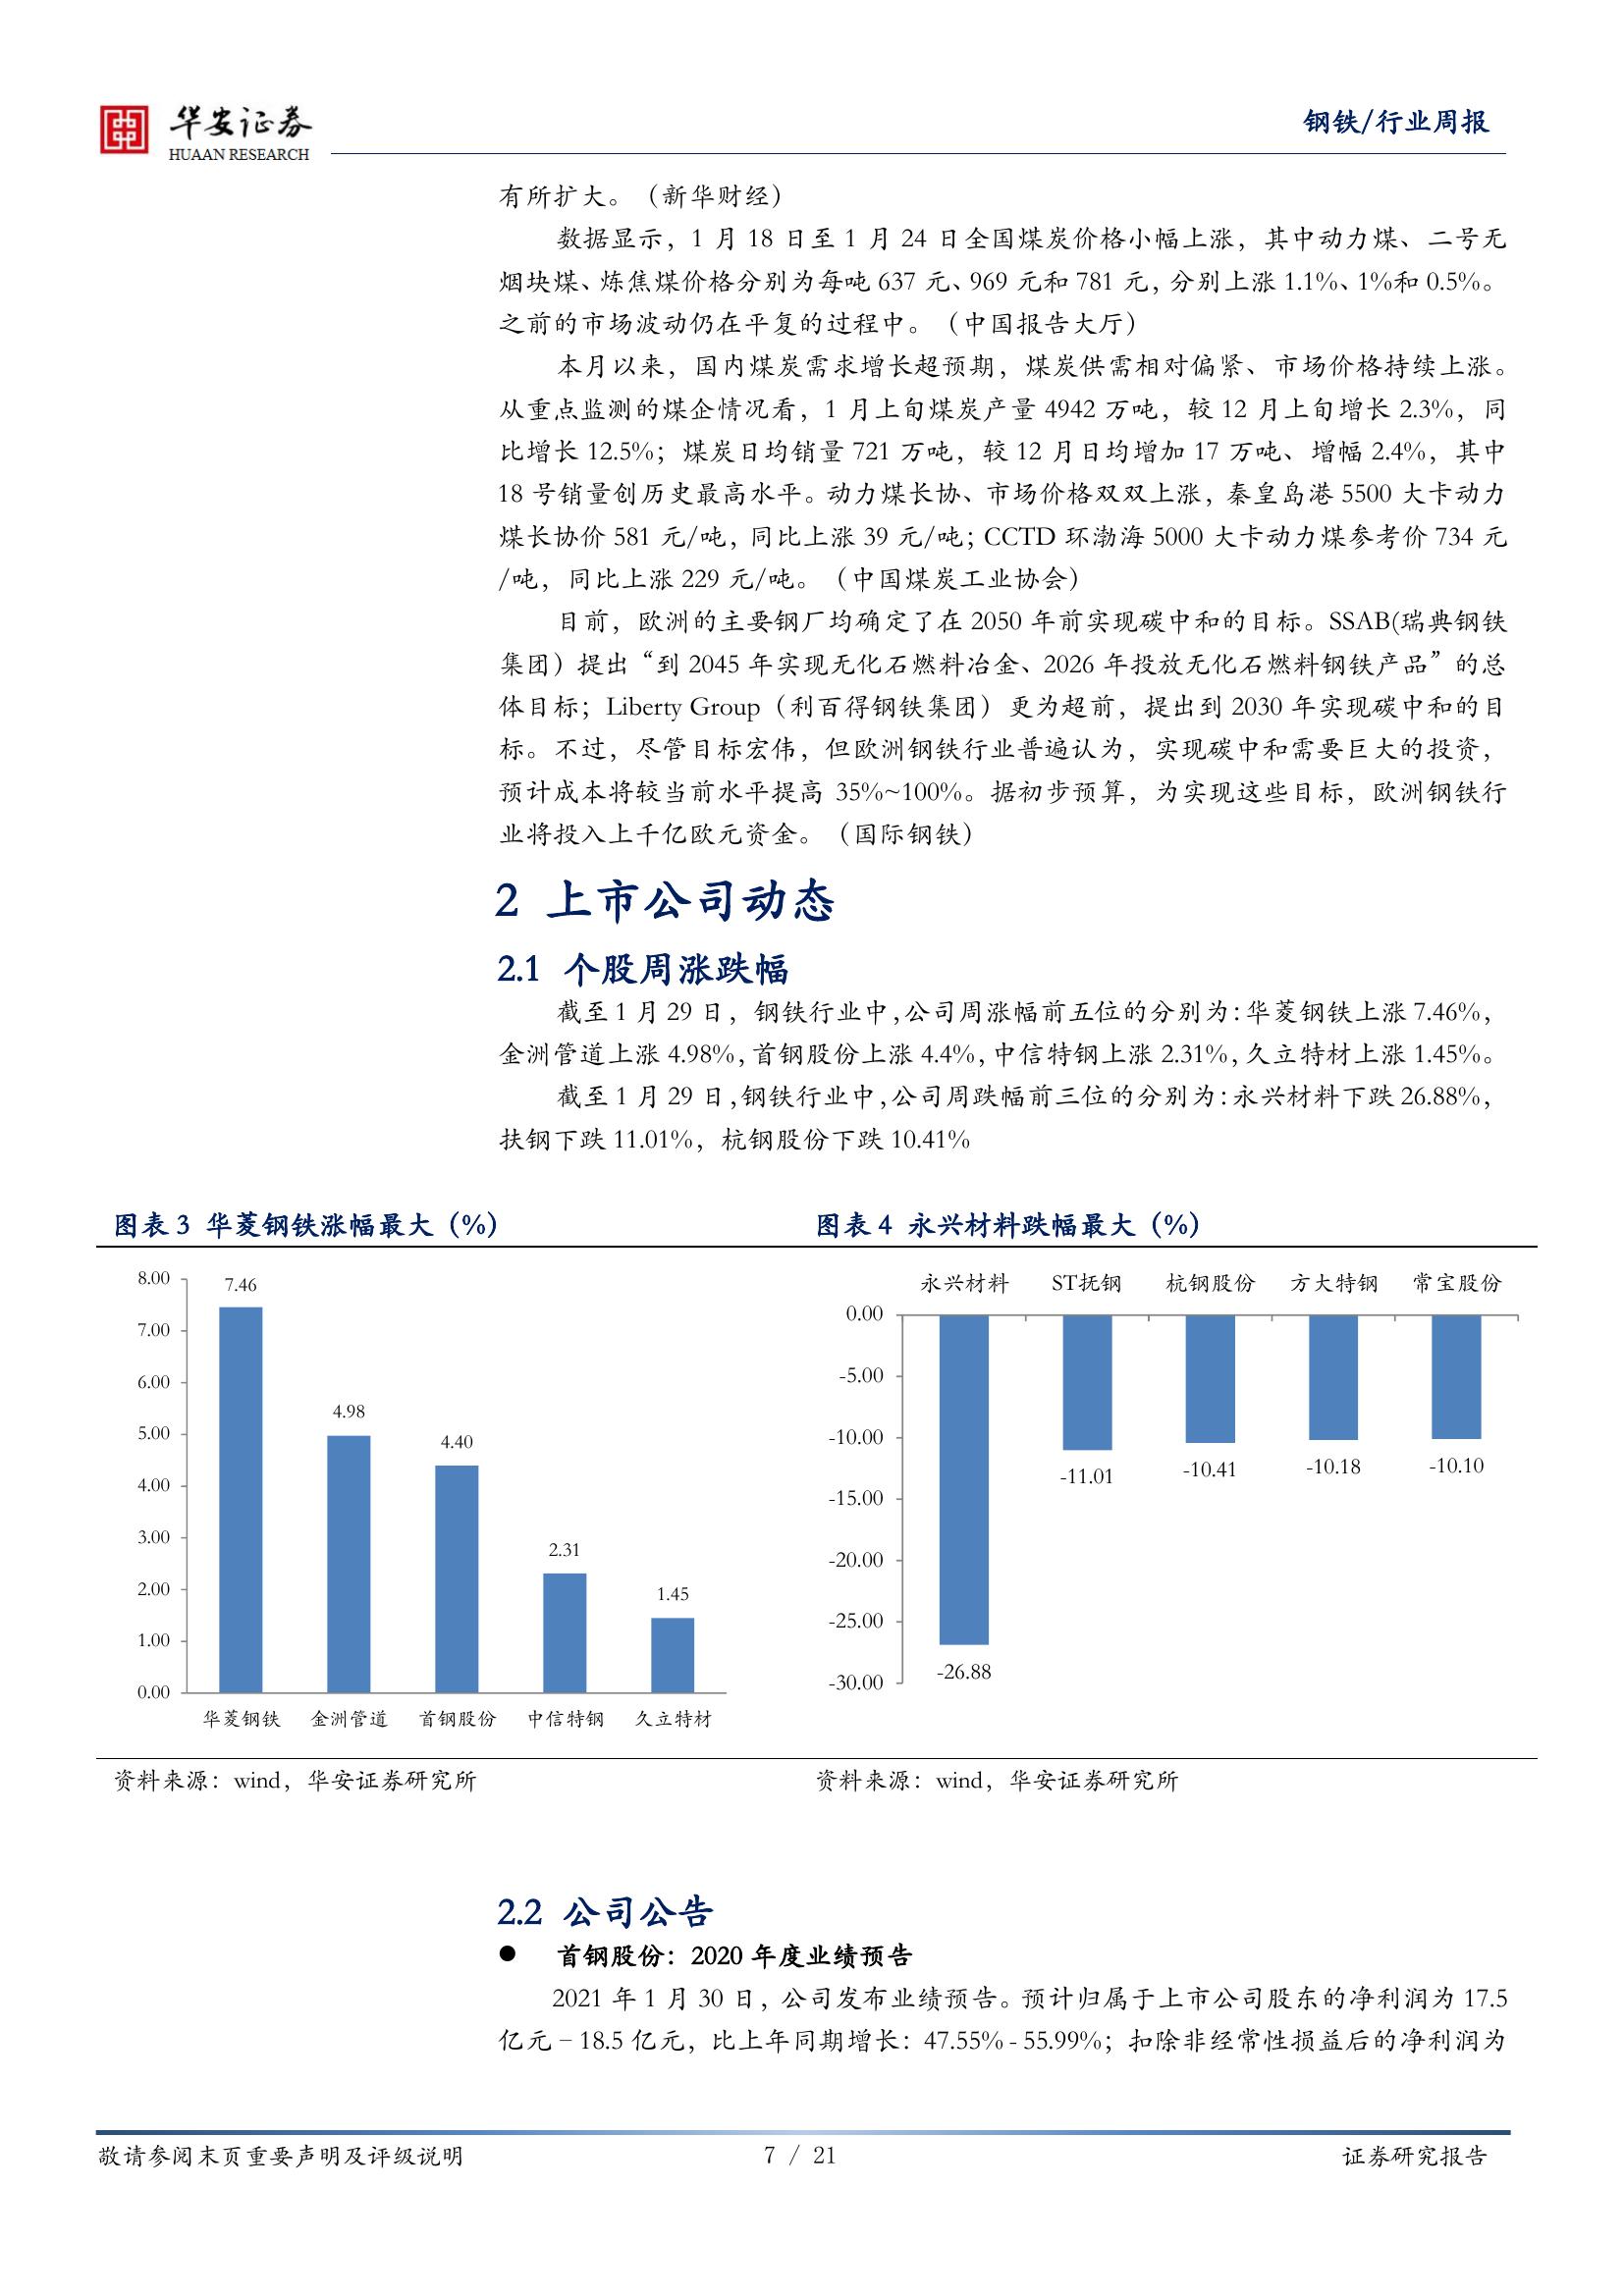 华安证券
HUAAN RESEARCH
钢铁/行业周报
有所扩大。（新华财经）
数据显示，1 月 18 日至 1 月 24 日全国煤炭价格小幅上涨，其中动力煤、二号无
烟块煤、炼焦煤价格分别为每吨 637 元、969 元和 781 元，分别上涨 1.1%、1%和 0.5%。
之前的市场波动仍在平复的过程中。（中国报告大厅）
本月以来，国内煤炭需求增长超预期，煤炭供需相对偏紧、市场价格持续上涨。
从重点监测的煤企情况看，1 月上旬煤炭产量 4942 万吨，较 12 月上旬增长 2.3%，同
比增长 12.5%；煤炭日均销量 721 万吨，较 12 月日均增加 17 万吨、增幅 2.4%，其中
18 号销量创历史最高水平。动力煤长协、市场价格双双上涨，秦皇岛港 5500 大卡动力
煤长协价 581 元/吨，同比上涨 39 元/吨；CCTD 环渤海 5000 大卡动力煤参考价 734 元
/吨，同比上涨 229 元/吨。（中国煤炭工业协会）
目前，欧洲的主要钢厂均确定了在 2050 年前实现碳中和的目标。SSAB(瑞典钢铁
集团）提出“到 2045 年实现无化石燃料冶金、2026 年投放无化石燃料钢铁产品”的总
体目标；Liberty Group（利百得钢铁集团）更为超前，提出到 2030 年实现碳中和的目
标。不过，尽管目标宏伟，但欧洲钢铁行业普遍认为，实现碳中和需要巨大的投资，
预计成本将较当前水平提高 35%~100%。据初步预算，为实现这些目标，欧洲钢铁行
业将投入上千亿欧元资金。（国际钢铁）
2 上市公司动态
2.1 个股周涨跌幅
截至 1 月 29 日，钢铁行业中,公司周涨幅前五位的分别为:华菱钢铁上涨 7.46%，
金洲管道上涨 4.98%，首钢股份上涨 4.4%，中信特钢上涨 2.31%，久立特材上涨 1.45%。
截至 1 月 29 日,钢铁行业中,公司周跌幅前三位的分别为:永兴材料下跌 26.88%，
扶钢下跌 11.01%，杭钢股份下跌 10.41%
图表 3 华菱钢铁涨幅最大（%）
8.00
7.00
6.00
5.00
4.00
3.00
2.00
1.00
0.00
7.46
4.98
4.40
2.31
1.45
华菱钢铁 金洲管道 首钢股份 中信特钢 久立特材
资料来源：wind，华安证券研究所
图表 4 永兴材料跌幅最大（%）
永兴材料 ST抚钢 杭钢股份 方大特钢 常宝股份
0.00
-5.00
-10.00
-15.00
-20.00
-25.00
-30.00
-26.88
-11.01
-10.41
-10.18
-10.10
资料来源：wind，华安证券研究所
2.2 公司公告
● 首钢股份：2020 年度业绩预告
2021 年 1 月 30 日，公司发布业绩预告。预计归属于上市公司股东的净利润为 17.5
亿元 – 18.5 亿元，比上年同期增长：47.55% - 55.99%；扣除非经常性损益后的净利润为
敬请参阅末页重要声明及评级说明
7 / 21
证券研究报告